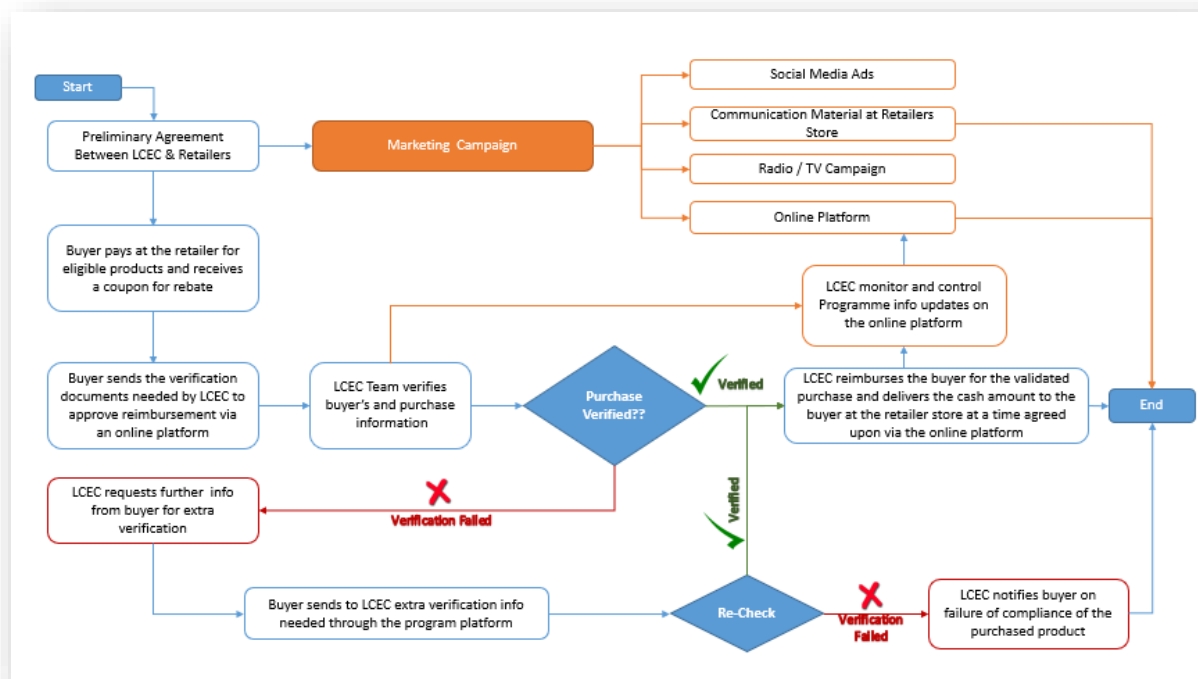 Start
Preliminary Agreement
Between LCEC & Retailers
Marketing Campaign
Social Media Ads
Communication Material at Retailers
Store
Radio / TV Campaign
Online Platform
Buyer pays at the retailer for
eligible products and receives
a coupon for rebate
LCEC monitor and control
Programme info updates on
the online platform
Buyer sends the verification
documents needed by LCEC to
approve reimbursement via
an online platform
LCEC Team verifies
buyer's and purchase
information
Purchase
Verified??
Verified
LCEC reimburses the buyer for the validated
purchase and delivers the cash amount to the
buyer at the retailer store at a time agreed
upon via the online platform
End
LCEC requests further info
from buyer for extra
verification
Verification Failed
Verified
Buyer sends to LCEC extra verification info
needed through the program platform
Re-Check
Verification
Failed
LCEC notifies buyer on
failure of compliance of the
purchased product